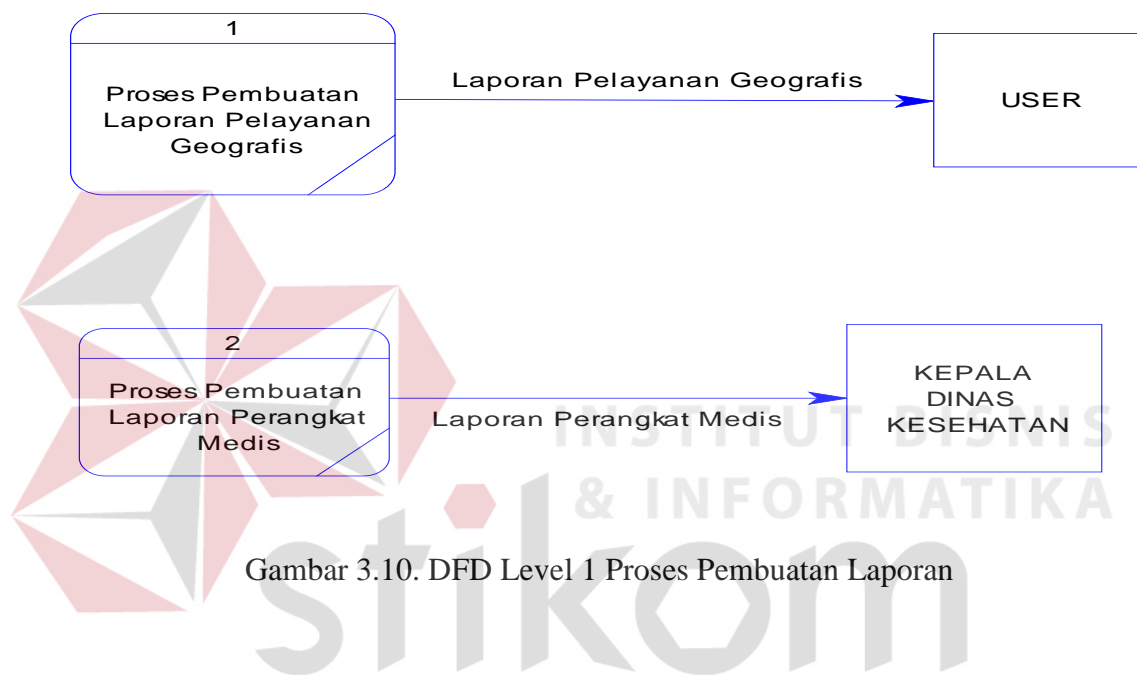 1
Proses Pembuatan
Laporan Pelayanan
Geografis
Laporan Pelayanan Geografis
USER
2
Proses Pembuatan
Laporan Perangkat
Medis
Laporan Perangkat Medis
KEPALA
DINAS
KESEHATAN
INSTITUT BISNIS
& INFORMATIKA
stikom
Gambar 3.10. DFD Level 1 Proses Pembuatan Laporan